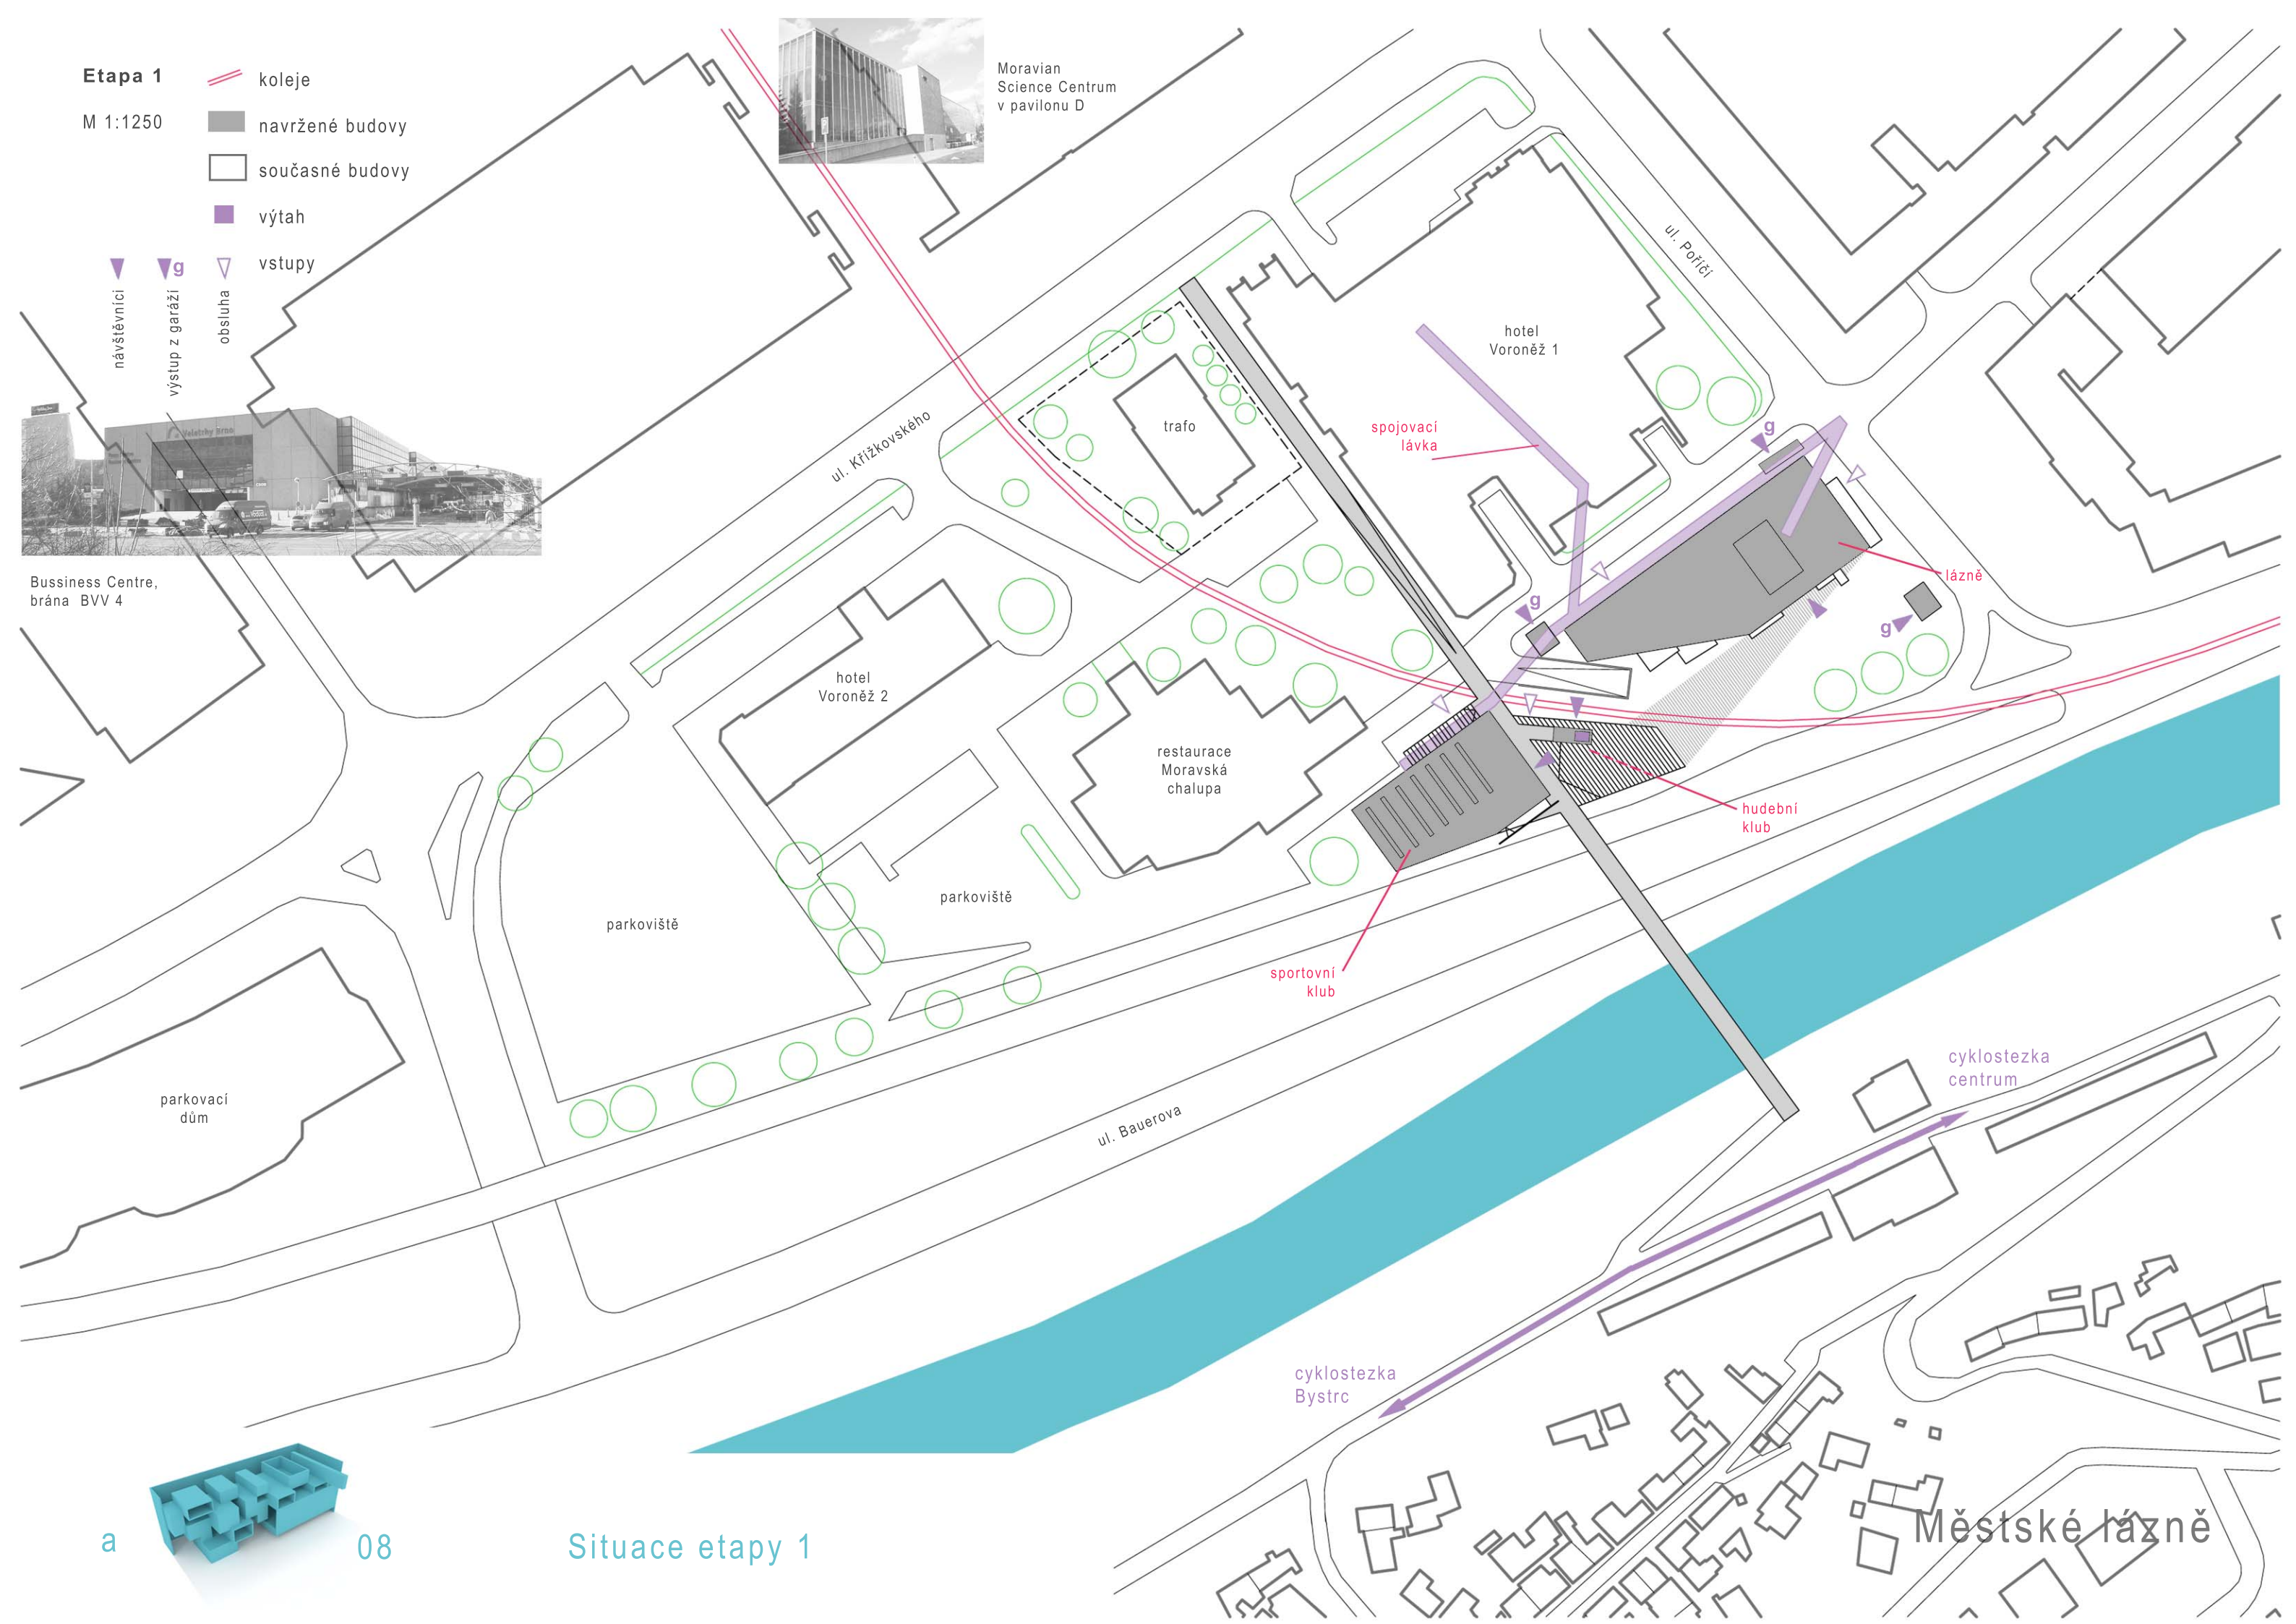 Etapa 1
M 1:1250
koleje
navržené budovy
současné budovy
výtah
vstupy
návštěvníci
g
výstup z garáží
obsluha
Moravian
Science Centrum
v pavilonu D
Veletrhy Brno
Bussiness Centre,
brána BVV 4
ul. Křížkovského
ul. Poříčí
hotel
Voroněž 1
trafo
spojovací
lávka
g
g
g
lázně
hotel
Voroněž 2
restaurace
Moravská
chalupa
hudební
klub
parkoviště
parkoviště
sportovní
klub
parkovací
dům
ul. Bauerova
cyklostezka
centrum
cyklostezka
Bystrc
a
08
Situace etapy 1
Městské lázně